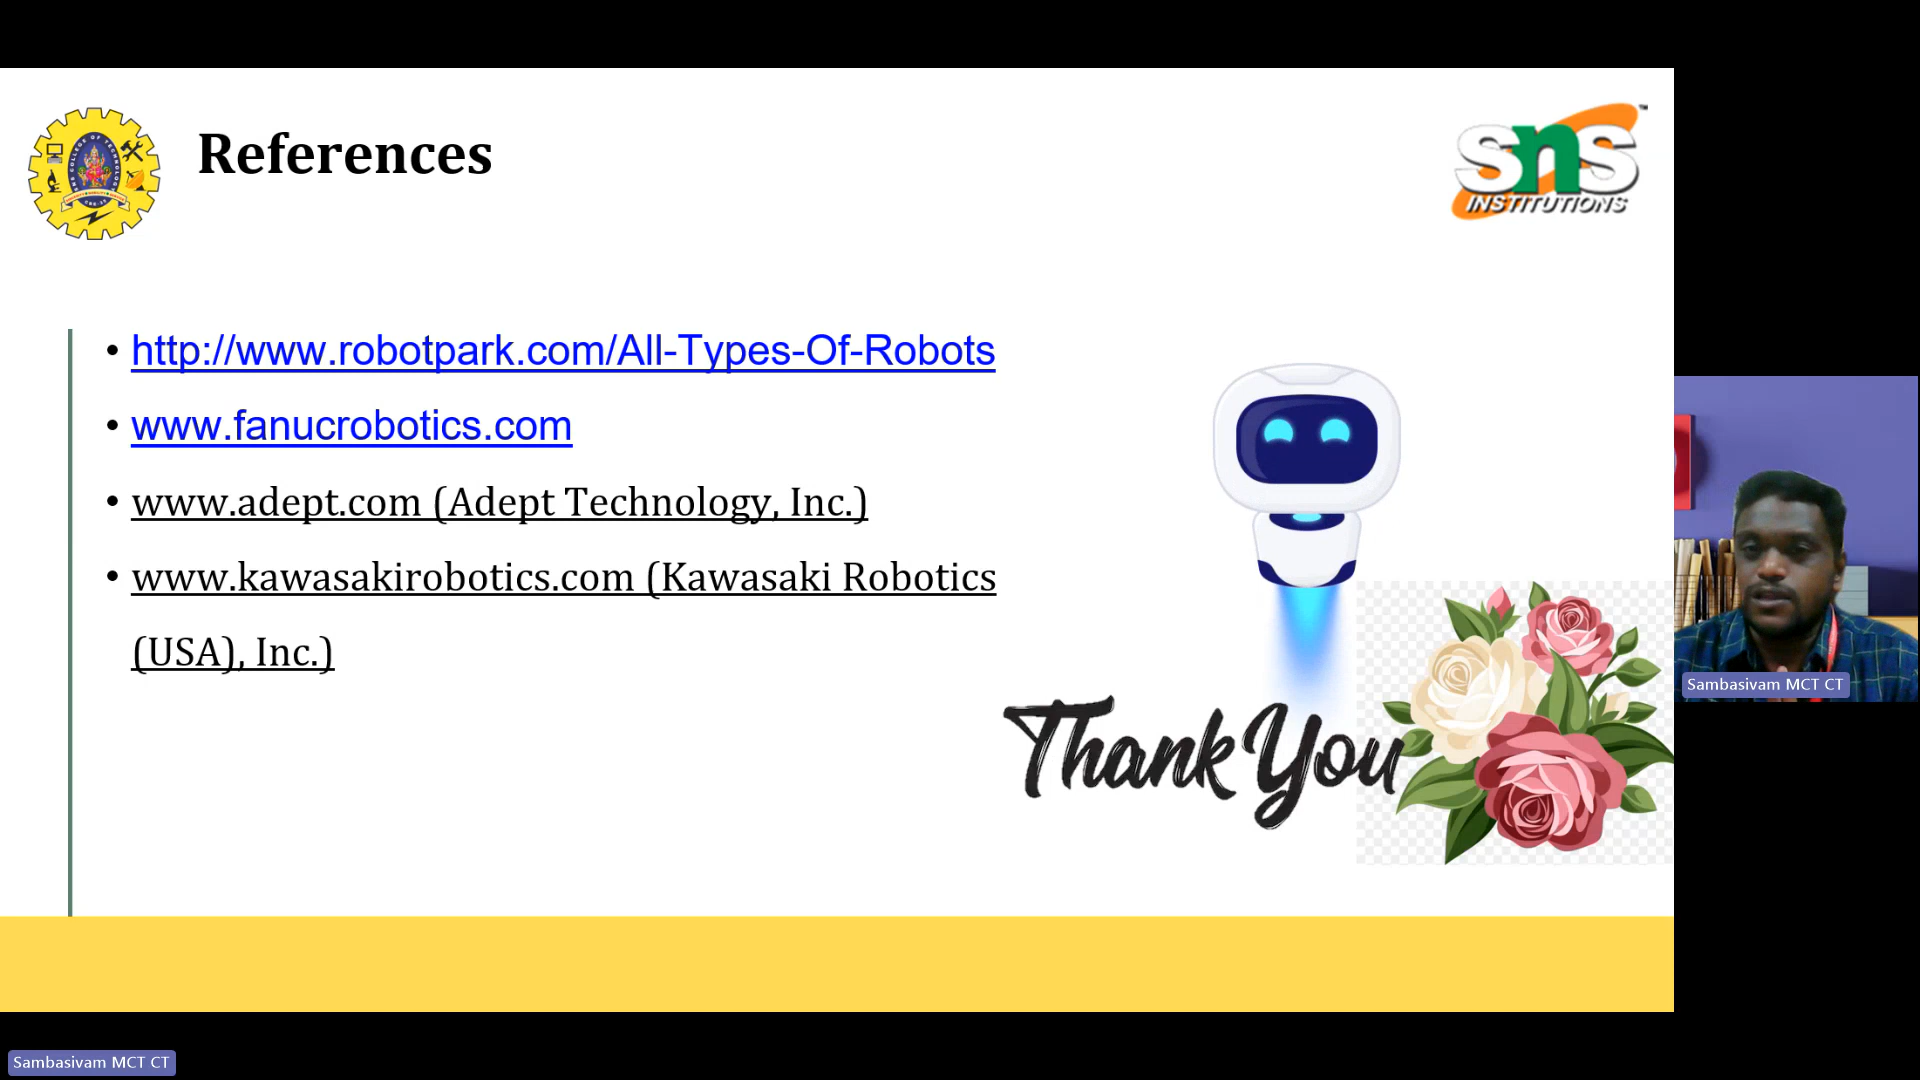 References
sns
INSTITUTIONS
• http://www.robotpark.com/All-Types-Of-Robots
• www.fanucrobotics.com
• www.adept.com (Adept Technology, Inc.)
• www.kawasakirobotics.com (Kawasaki Robotics
(USA), Inc.)
Thank You
Sambasivam MCT CT
Sambasivam MCT CT